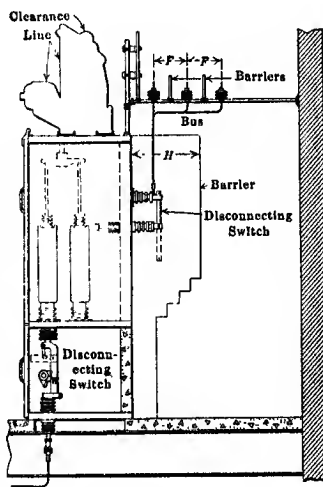 Clearance
Line
F
F
Barriers
Bus
H
Barrier
Disconnecting
Switch
Disconn-
ecting
Switch